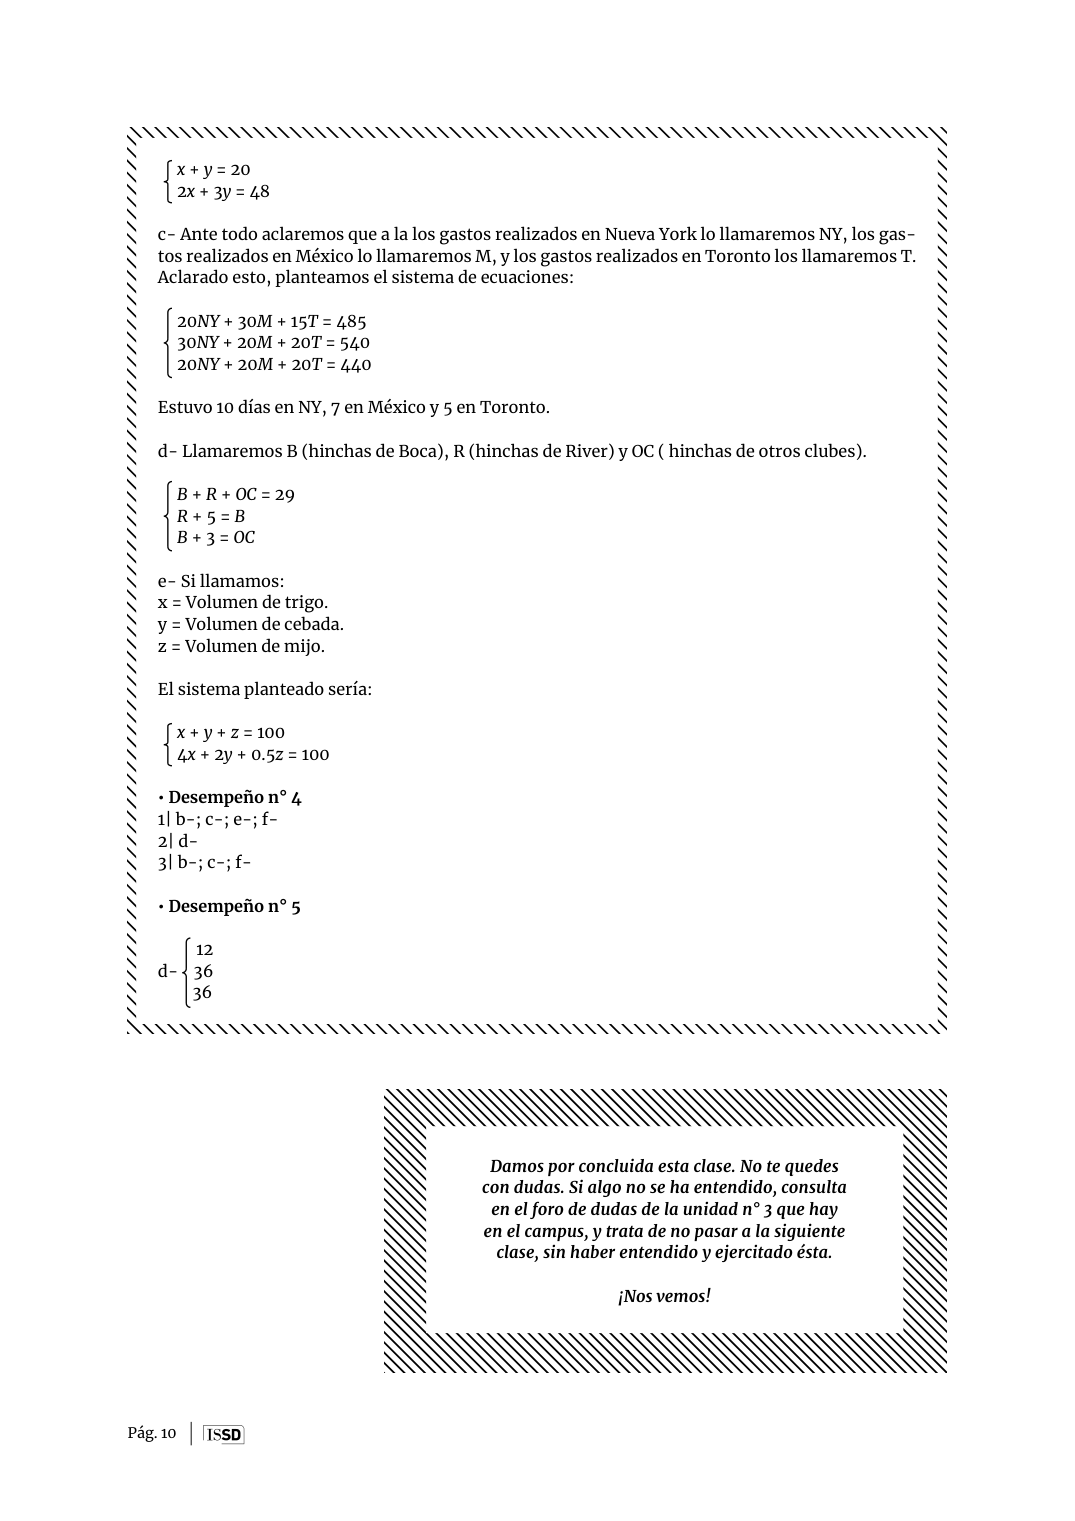 x + y = 20
2x + 3y = 48
c- Ante todo aclaremos que a la los gastos realizados en Nueva York lo llamaremos NY, los gas-
tos realizados en México lo llamaremos M, y los gastos realizados en Toronto los llamaremos T.
Aclarado esto, planteamos el sistema de ecuaciones:
20NY + 30M + 15T = 485
30NY + 20M + 20T = 540
20NY + 20M + 20T = 440
Estuvo 10 días en NY, 7 en México y 5 en Toronto.
d- Llamaremos B (hinchas de Boca), R (hinchas de River) y OC ( hinchas de otros clubes).
B + R + OC = 29
R + 5 = B
B + 3 = OC
e- Si llamamos:
x = Volumen de trigo.
y = Volumen de cebada.
z = Volumen de mijo.
El sistema planteado sería:
x + y + z = 100
4x + 2y + 0.5z = 100
• Desempeño n° 4
1| b-; c-; e-; f-
2| d-
3| b-; c-; f-
• Desempeño n° 5
12
d- 36
36
Damos por concluida esta clase. No te quedes
con dudas. Si algo no se ha entendido, consulta
en el foro de dudas de la unidad n° 3 que hay
en el campus, y trata de no pasar a la siguiente
clase, sin haber entendido y ejercitado ésta.
¡Nos vemos!
Pág. 10 | ISSD